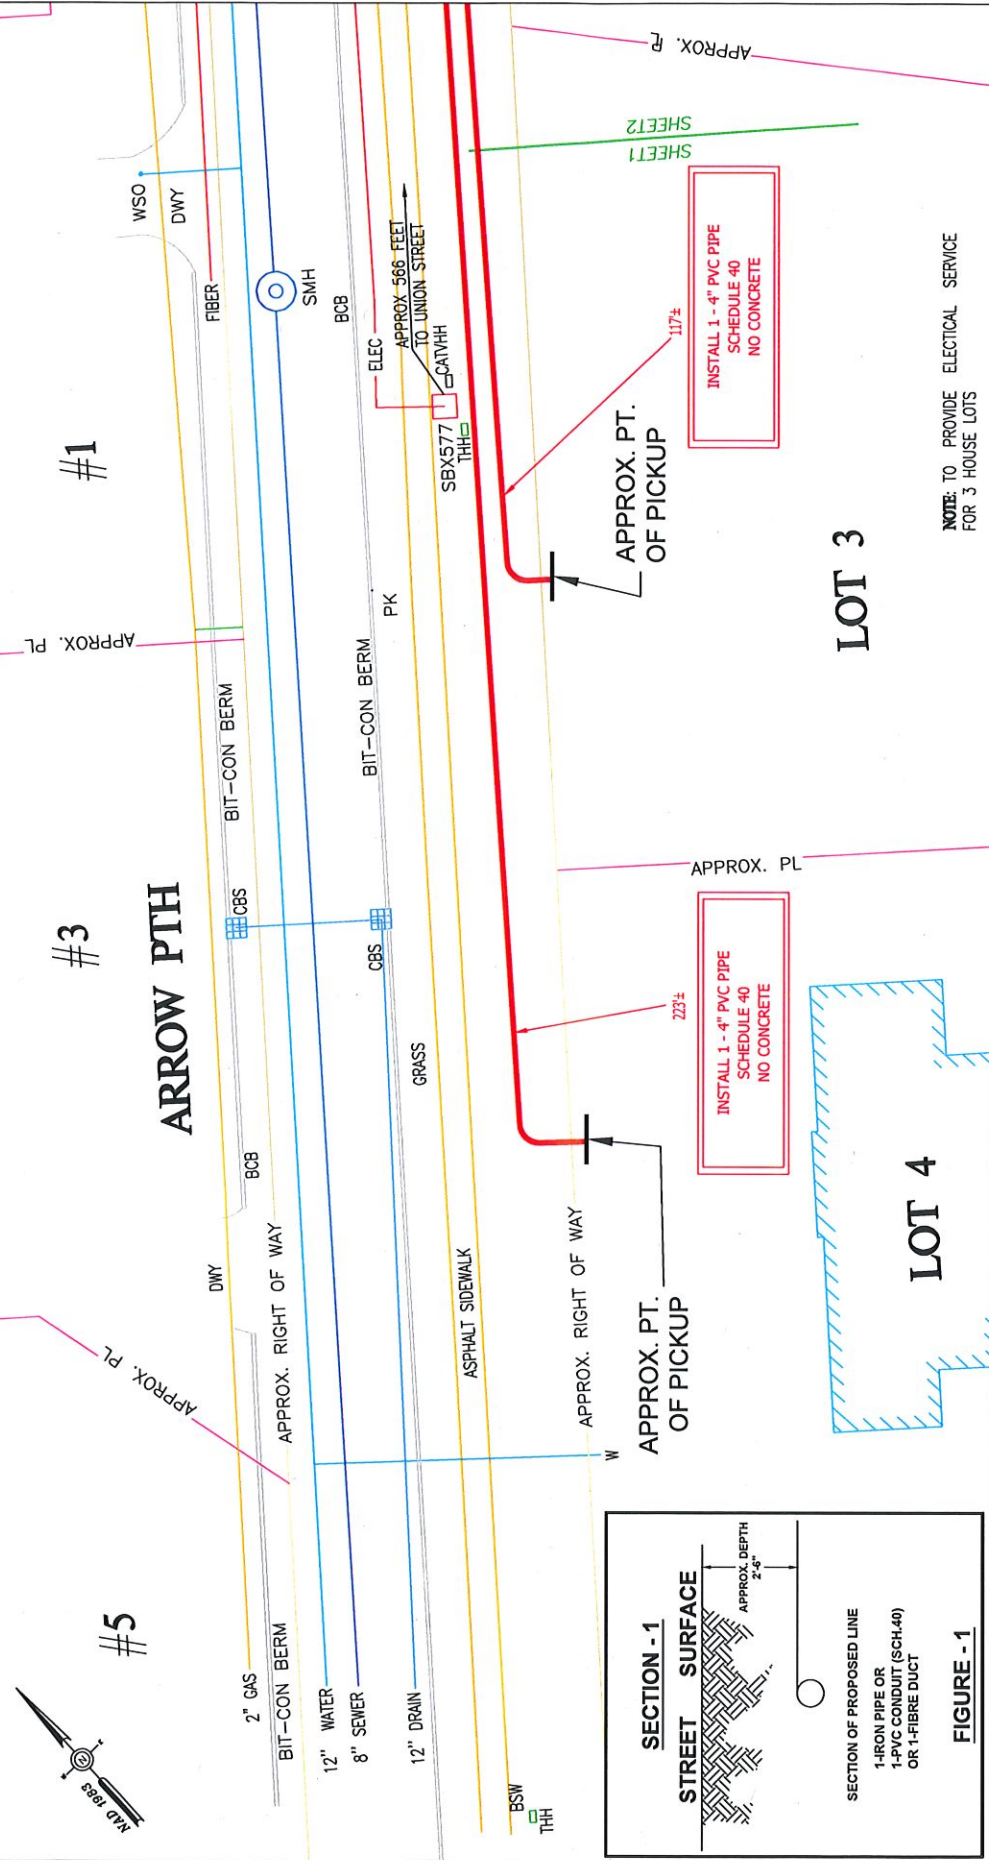 #5
#3
#1
ARROW PTH
NAD 1983
N
APPROX. PL
APPROX. PL
WSO
DWY
FIBER
SMH
BCB
ELEC
APPROX 566 FEET
TO UNION STREET
CATVHH
SBX577
THH
PK
BIT-CON BERM
BIT-CON BERM
CBS
CBS
GRASS
BCB
DWY
APPROX. RIGHT OF WAY
2" GAS
BIT-CON BERM
12" WATER
8" SEWER
12" DRAIN
ASPHALT SIDEWALK
BSW
THH
APPROX. RIGHT OF WAY
W
APPROX. PT.
OF PICKUP
223'±
INSTALL 1 - 4" PVC PIPE
SCHEDULE 40
NO CONCRETE
APPROX. PL
APPROX. PT.
OF PICKUP
117'±
INSTALL 1 - 4" PVC PIPE
SCHEDULE 40
NO CONCRETE
SHEET1
SHEET2
APPROX. PL
LOT 4
LOT 3
NOTE: TO PROVIDE ELECTICAL SERVICE
FOR 3 HOUSE LOTS
SECTION - 1
STREET SURFACE
APPROX. DEPTH
2'-6"
SECTION OF PROPOSED LINE
1-IRON PIPE OR
1-PVC CONDUIT (SCH.40)
OR 1-FIBRE DUCT
FIGURE - 1